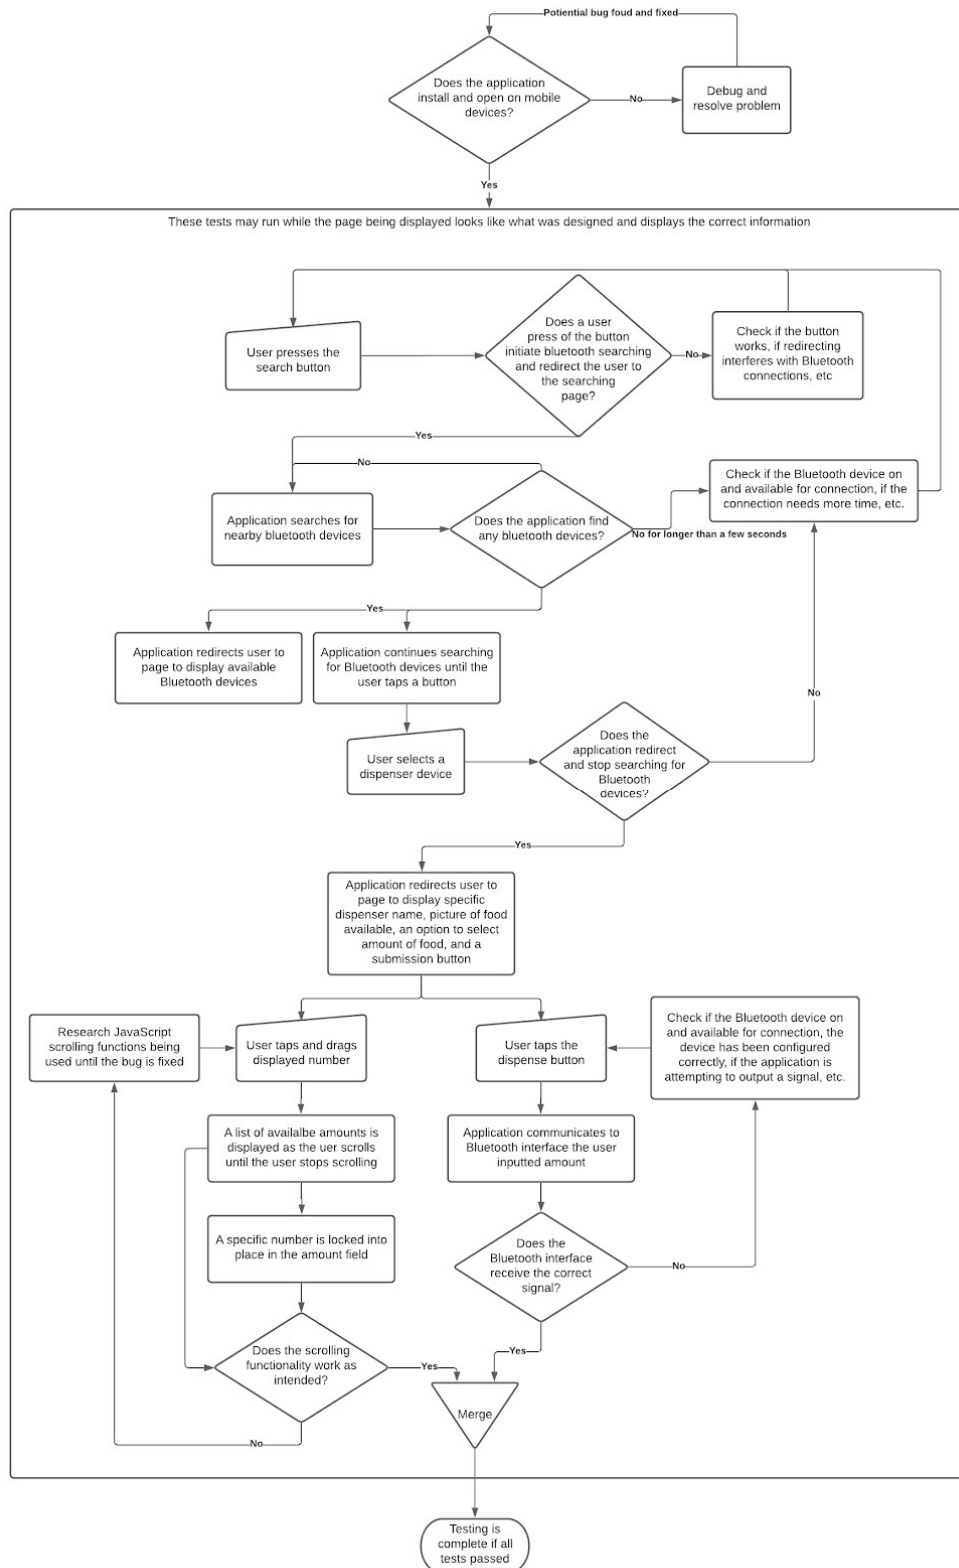 Potiential bug foud and fixed
Does the application
install and open on mobile
devices?
No
Debug and
resolve problem
Yes
These tests may run while the page being displayed looks like what was designed and displays the correct information
User presses the
search button
Does a user
press of the button
initiate bluetooth searching
and redirect the user to
the searching
page?
No
Check if the button
works, if redirecting
interferes with Bluetooth
connections, etc
Yes
No
Application searches for
nearby bluetooth devices
Does the application find
any bluetooth devices?
No for longer than a few seconds
Check if the Bluetooth device on
and available for connection, if the
connection needs more time, etc.
Yes
Application redirects user to
page to display available
Bluetooth devices
Application continues searching
for Bluetooth devices until the
user taps a button
No
User selects a
dispenser device
Does the
application redirect
and stop searching for
Bluetooth
devices?
Yes
Application redirects user to
page to display specific
dispenser name, picture of food
available, an option to select
amount of food, and a
submission button
Research JavaScript
scrolling functions being
used until the bug is fixed
User taps and drags
displayed number
User taps the
dispense button
Check if the Bluetooth device on
and available for connection, the
device has been configured
correctly, if the application is
attempting to output a signal, etc.
A list of availalbe amounts is
displayed as the uer scrolls
until the user stops scrolling
Application communicates to
Bluetooth interface the user
inputted amount
A specific number is locked into
place in the amount field
Does the
Bluetooth interface
receive the correct
signal?
No
Does the scrolling
functionality work as
intended?
Yes
Yes
Merge
No
Testing is
complete if all
tests passed